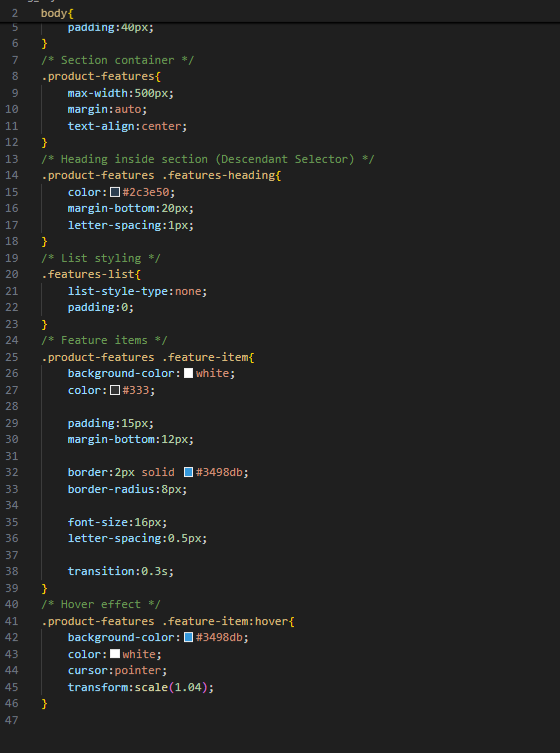 2 body{
5 padding:40px;
6 }
7 /* Section container */
8 .product-features{
9 max-width:500px;
10 margin:auto;
11 text-align:center;
12 }
13 /* Heading inside section (Descendant Selector) */
14 .product-features .features-heading{
15 color:#2c3e50;
16 margin-bottom:20px;
17 letter-spacing:1px;
18 }
19 /* List styling */
20 .features-list{
21 list-style-type:none;
22 padding:0;
23 }
24 /* Feature items */
25 .product-features .feature-item{
26 background-color:white;
27 color:#333;
28
29 padding:15px;
30 margin-bottom:12px;
31
32 border:2px solid #3498db;
33 border-radius:8px;
34
35 font-size:16px;
36 letter-spacing:0.5px;
37
38 transition:0.3s;
39 }
40 /* Hover effect */
41 .product-features .feature-item:hover{
42 background-color:#3498db;
43 color:white;
44 cursor:pointer;
45 transform:scale(1.04);
46 }
47